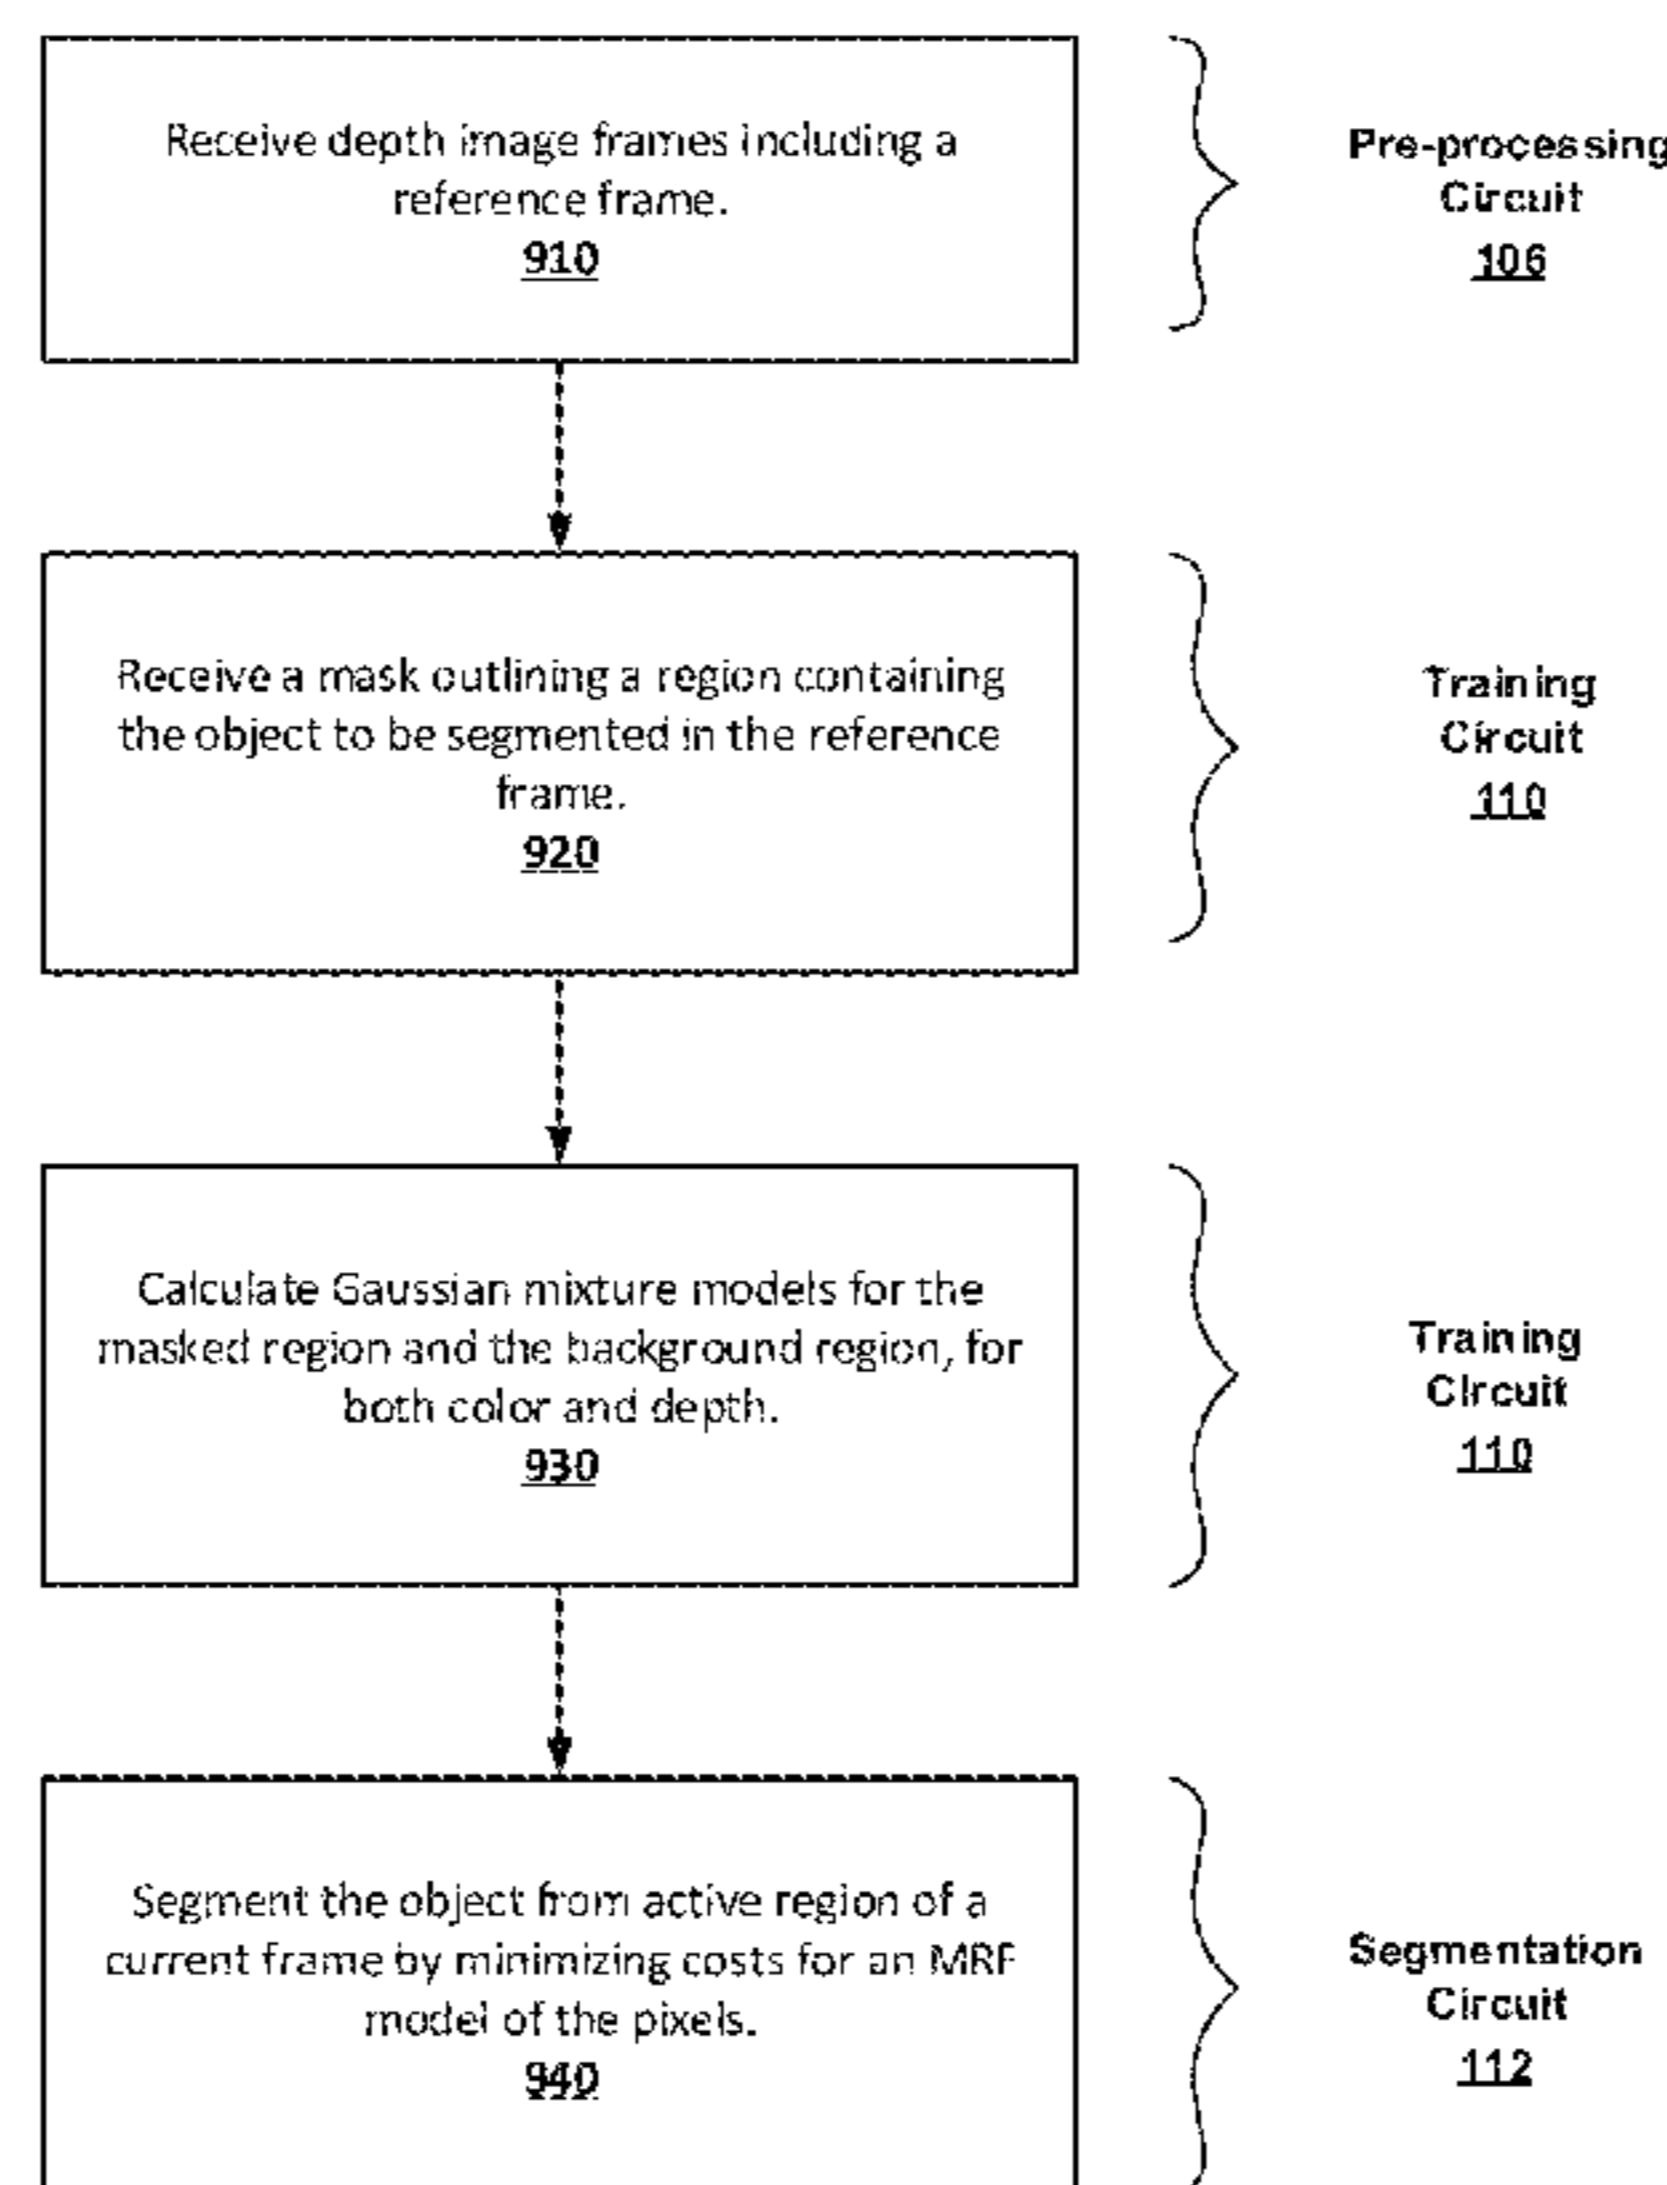 Receive depth image frames including a
reference frame.
910
Pre-processing
Circuit
106
Receive a mask outlining a region containing
the object to be segmented in the reference
frame.
920
Training
Circuit
110
Calculate Gaussian mixture models for the
masked region and the background region, for
both color and depth.
930
Training
Circuit
110
Segment the object from active region of a
current frame by minimizing costs for an MRF
model of the pixels.
940
Segmentation
Circuit
112